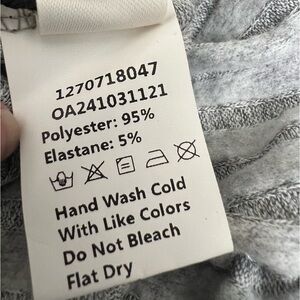 1270718047
OA241031121
Polyester: 95%
Elastane: 5%
Hand Wash Cold
With Like Colors
Do Not Bleach
Flat Dry